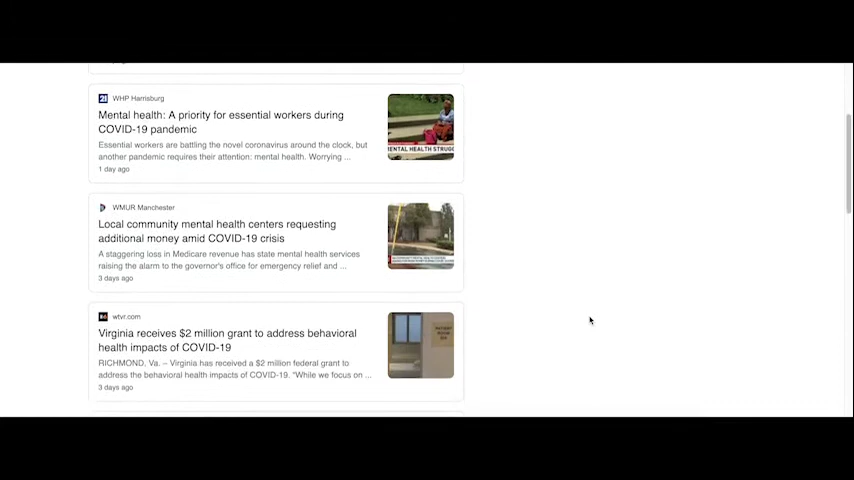 WHP Harrisburg
Mental health: A priority for essential workers during
COVID-19 pandemic
Essential workers are battling the novel coronavirus around the clock, but
another pandemic requires their attention: mental health. Worrying ...
1 day ago
MENTAL HEALTH STRUGG
WMUR Manchester
Local community mental health centers requesting
additional money amid COVID-19 crisis
A staggering loss in Medicare revenue has state mental health services
raising the alarm to the governor's office for emergency relief and ...
3 days ago
wtvr.com
Virginia receives $2 million grant to address behavioral
health impacts of COVID-19
RICHMOND, Va. – Virginia has received a $2 million federal grant to
address the behavioral health impacts of COVID-19. "While we focus on ...
3 days ago